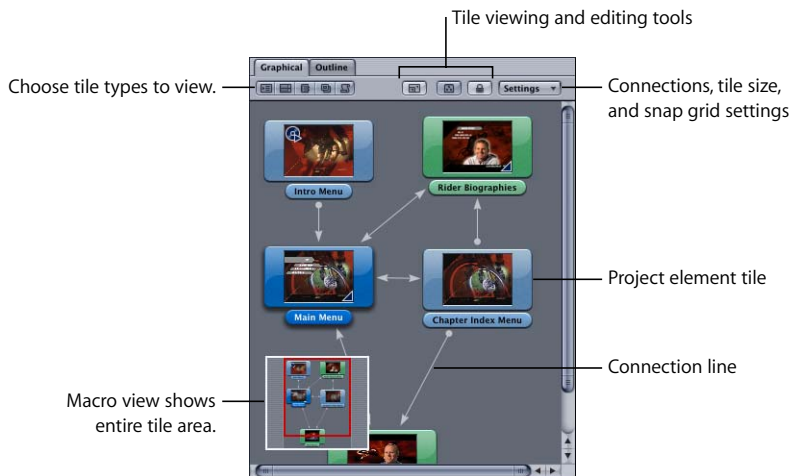 Tile viewing and editing tools
Graphical Outline
Choose tile types to view.
Settings
Connections, tile size,
and snap grid settings
Intro Menu
Rider Biographies
Project element tile
Main Menu
Chapter Index Menu
Connection line
Macro view shows
entire tile area.